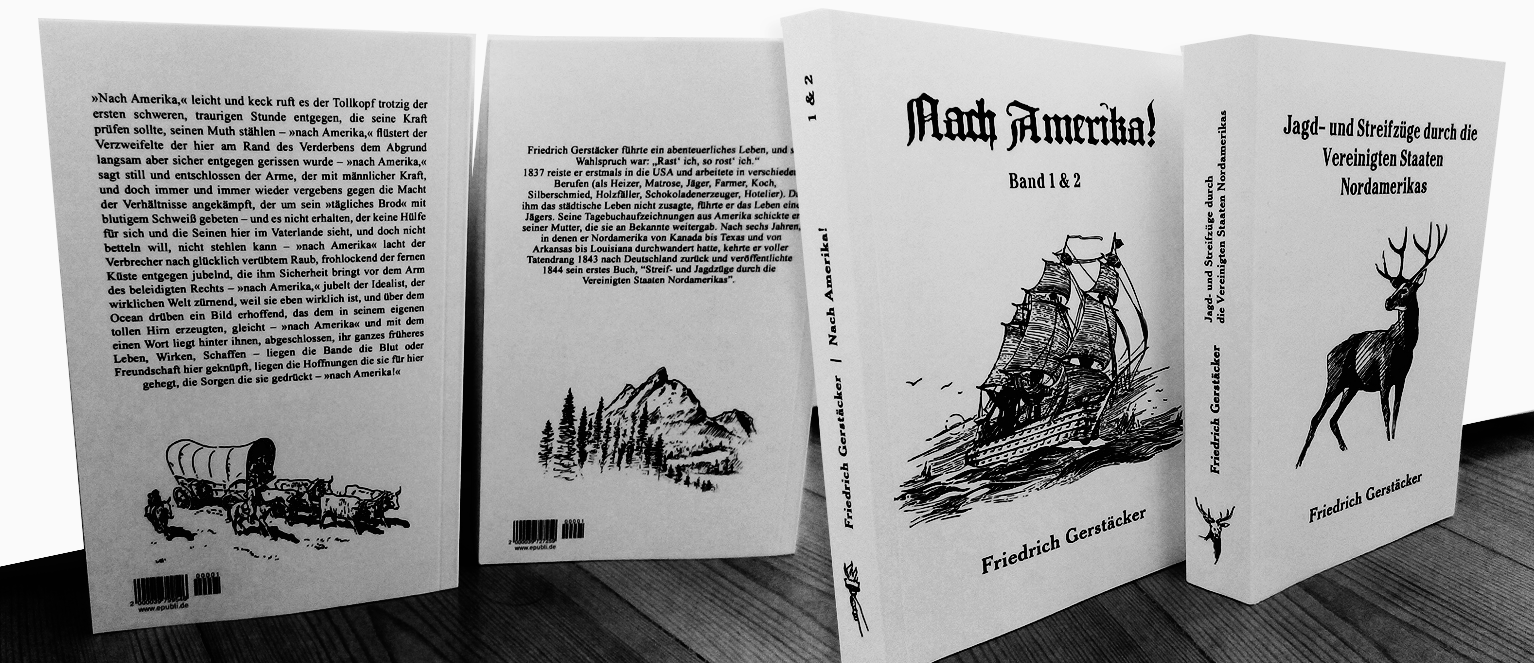 »Nach Amerika,« leicht und keck ruft es der Tollkopf trotzig der
ersten schweren, traurigen Stunde entgegen, die seine Kraft
prüfen sollte, seinen Muth stählen – »nach Amerika,« flüstert der
Verzweifelte der hier am Rand des Verderbens dem Abgrund
langsam aber sicher entgegen gerissen wurde – »nach Amerika,«
sagt still und entschlossen der Arme, der mit männlicher Kraft,
und doch immer und immer wieder vergebens gegen die Macht
der Verhältnisse angekämpft, der um sein »tägliches Brod« mit
blutigem Schweiß gebeten – und es nicht erhalten, der keine Hülfe
für sich und die Seinen hier im Vaterlande sieht, und doch nicht
betteln will, nicht stehlen kann – »nach Amerika« lacht der
Verbrecher nach glücklich verübtem Raub, frohlockend der fernen
Küste entgegen jubelnd, die ihm Sicherheit bringt vor dem Arm
des beleidigten Rechts – »nach Amerika,« jubelt der Idealist, der
wirklichen Welt zürnend, weil sie eben wirklich ist, und über dem
Ocean drüben ein Bild erhoffend, das dem in seinem eigenen
tollen Hirn erzeugten, gleicht – »nach Amerika« und mit dem
einen Wort liegt hinter ihnen, abgeschlossen, ihr ganzes früheres
Leben, Wirken, Schaffen – liegen die Bande die Blut oder
Freundschaft hier geknüpft, liegen die Hoffnungen die sie für hier
gehegt, die Sorgen die sie gedrückt – »nach Amerika!«
00001
www.epubli.de
Friedrich Gerstäcker führte ein abenteuerliches Leben, und s
Wahlspruch war: „Rast' ich, so rost' ich.“
1837 reiste er erstmals in die USA und arbeitete in verschieden
Berufen (als Heizer, Matrose, Jäger, Farmer, Koch,
Silberschmied, Holzfäller, Schokoladenerzeuger, Hotelier). D
ihm das städtische Leben nicht zusagte, führte er das Leben eine
Jägers. Seine Tagebuchaufzeichnungen aus Amerika schickte er
seiner Mutter, die sie an Bekannte weitergab. Nach sechs Jahren,
in denen er Nordamerika von Kanada bis Texas und von
Arkansas bis Louisiana durchwandert hatte, kehrte er voller
Tatendrang 1843 nach Deutschland zurück und veröffentlichte
1844 sein erstes Buch, "Streif- und Jagdzüge durch die
Vereinigten Staaten Nordamerikas".
00001
www.epubli.de
Friedrich Gerstäcker | Nach Amerika! 1 & 2
Nach Amerika!
Band 1 & 2
Friedrich Gerstäcker
Friedrich Gerstäcker
Jagd- und Streifzüge durch
die Vereinigten Staaten Nordamerikas
Jagd- und Streifzüge durch die
Vereinigten Staaten
Nordamerikas
Friedrich Gerstäcker